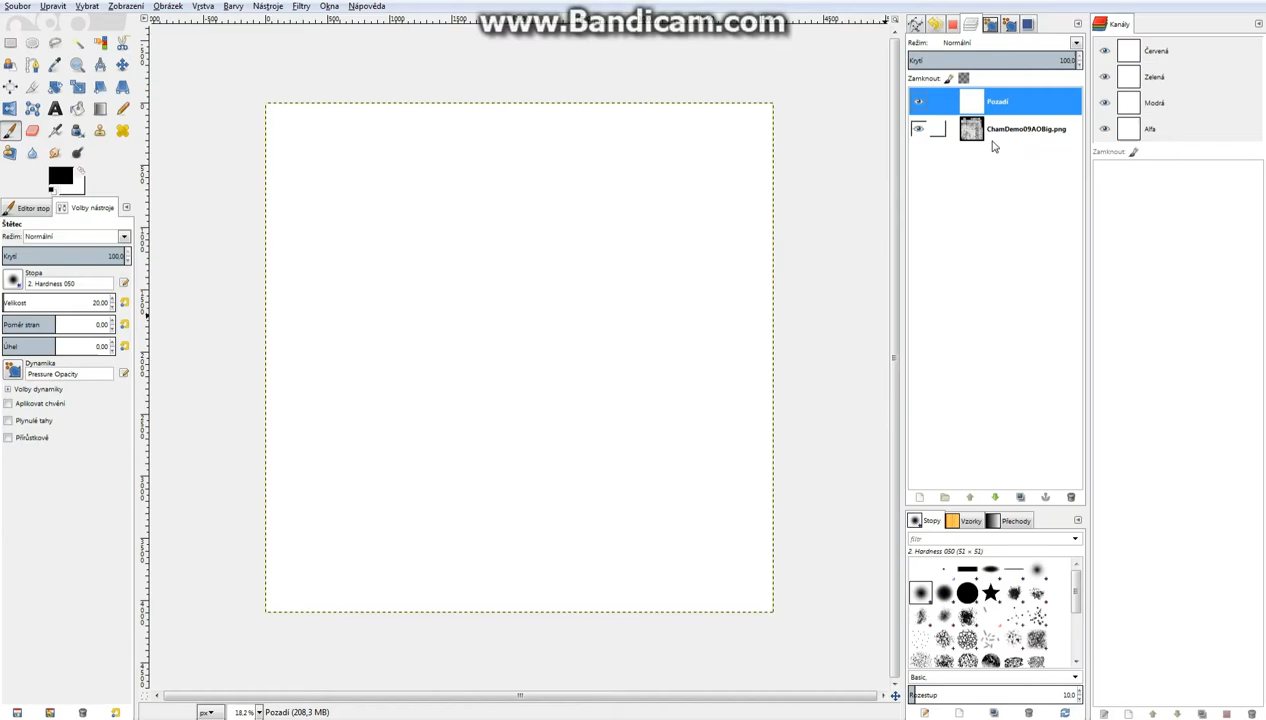 Soubor Upravit Vybrat Zobrazení Obrázek Vrstva Barvy Nástroje Filtry Okna Nápověda
www.Bandicam.com
Kanály
Režim: Normální
Krytí 100,0
Zamknout:
Pozadí
ChamDemo09AOBig.png
Červená
Zelená
Modrá
Alfa
Zamknout:
Editor stop
Volby nástroje
Štětec
Režim: Normální
Krytí 100,0
Stopa
2. Hardness 050
Velikost 20,00
Poměr stran 0,00
Úhel 0,00
Dynamika
Pressure Opacity
Volby dynamiky
Aplikovat chvění
Plynulé tahy
Přírůstkově
Stopy Vzorky Přechody
filtr
2. Hardness 050 (51 × 51)
Basic,
Rozestup 10,0
px 18,2% Pozadí (208,3 MB)